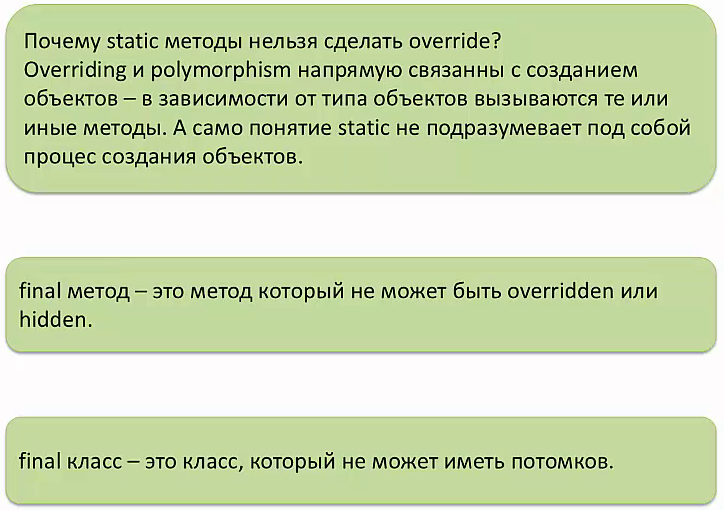 Почему static методы нельзя сделать override?
Overriding и polymorphism напрямую связанны с созданием
объектов – в зависимости от типа объектов вызываются те или
иные методы. А само понятие static не подразумевает под собой
процес создания объектов.
final метод – это метод который не может быть overridden или
hidden.
final класс – это класс, который не может иметь потомков.